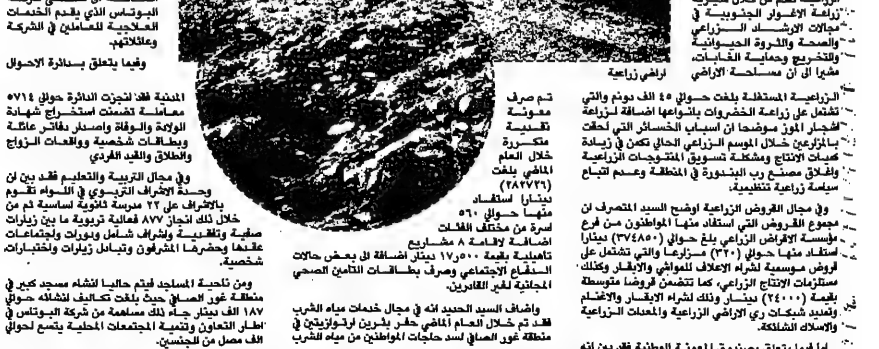 زراعة الاغوار الجنوبية في
مجالات الارشاد الزراعي
والصحة والثروة الحيوانية
والتحريج وحماية الغابات،
مشيرا الى ان مساحة الاراضي
الزراعية المستغلة بلغت حوالي ٤٥ الف دونم والتي
تشتمل على زراعة الخضروات بانواعها اضافة لزراعة
اشجار الموز موضحا ان اسباب الخسائر التي لحقت
بالمزارعين خلال الموسم الزراعي الحالي تكمن في زيادة
كميات الانتاج ومشكلة تسويق المنتوجات الزراعية
واغلاق مصنع رب البندورة في المنطقة وعدم اتباع
سياسة زراعية تنظيمية.
وفي مجال القروض الزراعية اوضح السيد المتصرف ان
مجموع القروض التي استفاد منها المواطنون من فرع
مؤسسة الاقراض الزراعي بلغ حوالي (٣٧٤٨٥٠) دينارا
استفاد منها حوالي (٣٢٠) مزارعا والتي تشتمل على
قروض موسمية لشراء الاعلاف للمواشي والابقار وكذلك
مستلزمات الانتاج الزراعي، كما تتضمن قروضا متوسطة
بقيمة (٢٤٠٠٠) دينار وذلك لشراء الابقار والاغنام
وتمديد شبكات ري الاراضي الزراعية والمعدات الزراعية
والاسلاك الشائكة.
اراضي زراعية
تم صرف
معونة
نقدية
متكررة
خلال العام
الماضي بلغت
(٢٨٢٧٣٦)
دينارا استفاد
منها حوالي ٥٦٠
اسرة من مختلف الفئات
اضافة لاقامة ٨ مشاريع
تاهيلية بقيمة ١٧,٥٠٠ دينار اضافة الى بعض حالات
الدفاع الاجتماعي وصرف بطاقات التامين الصحي
المجانية لغير القادرين.
واضاف السيد الحديد انه في مجال خدمات مياه الشرب
فقد تم خلال العام الماضي حفر بئرين ارتوازيتين في
منطقة غور الصافي لسد حاجات المواطنين من مياه الشرب
البوتاس الذي يقدم الخدمات
العلاجية للعاملين في الشركة
وعائلاتهم.
وفيما يتعلق بدائرة الاحوال
المدنية فقد انجزت الدائرة حوالي ٥٧١٤
معاملة تضمنت استخراج شهادة
الولادة والوفاة واصدار دفاتر عائلة
وبطاقات شخصية وواقعات الزواج
والطلاق والقيد الفردي
وفي مجال التربية والتعليم فقد بين ان
وحدة الاشراف التربوي في اللواء تقوم
بالاشراف على ٢٢ مدرسة ثانوية اساسية ثم من
خلال ذلك انجاز ٨٧٧ فعالية تربوية ما بين زيارات
صفية وتفقدية واشراف شامل ودورات واجتماعات
عقدها وحضرها المشرفون وتبادل زيارات واختبارات
شخصية.
ومن ناحية المساجد فيتم حاليا انشاء مسجد كبير في
منطقة غور الصافي حيث بلغت تكاليف انشائه حوالي
١٨٧ الف دينار جاء ذلك مساهمة من شركة البوتاس في
اطار التعاون وتنمية المجتمعات المحلية يتسع لحوالي
الف مصل من الجنسين.